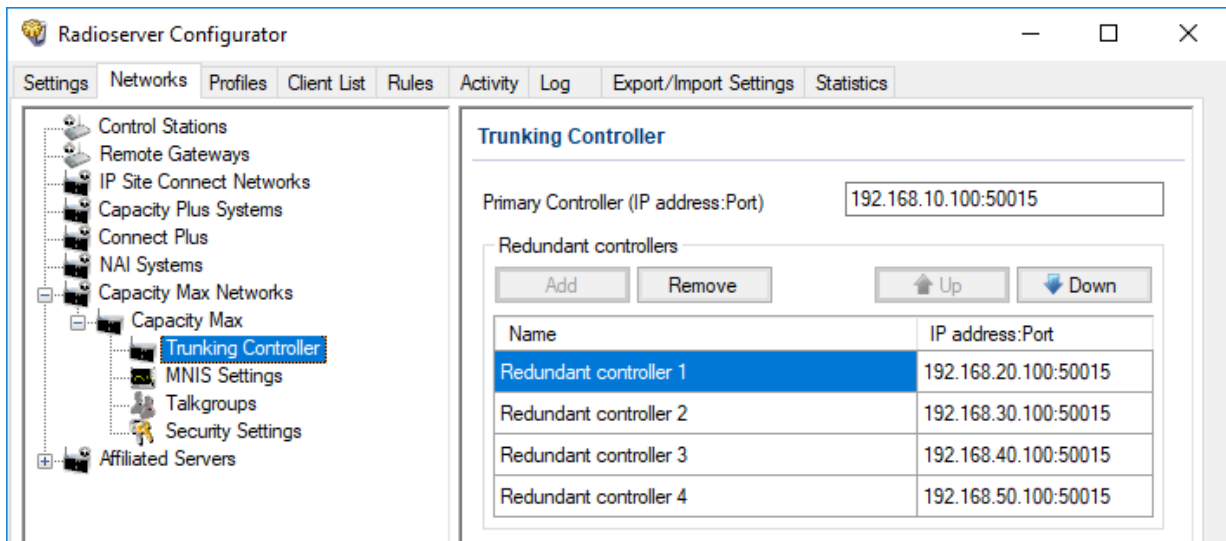 Radioserver Configurator
Settings Networks Profiles Client List Rules Activity Log Export/Import Settings Statistics
Control Stations
Remote Gateways
IP Site Connect Networks
Capacity Plus Systems
Connect Plus
NAI Systems
Capacity Max Networks
Capacity Max
Trunking Controller
MNIS Settings
Talkgroups
Security Settings
Affiliated Servers
Trunking Controller
Primary Controller (IP address:Port) 192.168.10.100:50015
Redundant controllers
Add Remove Up Down
Name IP address:Port
Redundant controller 1 192.168.20.100:50015
Redundant controller 2 192.168.30.100:50015
Redundant controller 3 192.168.40.100:50015
Redundant controller 4 192.168.50.100:50015